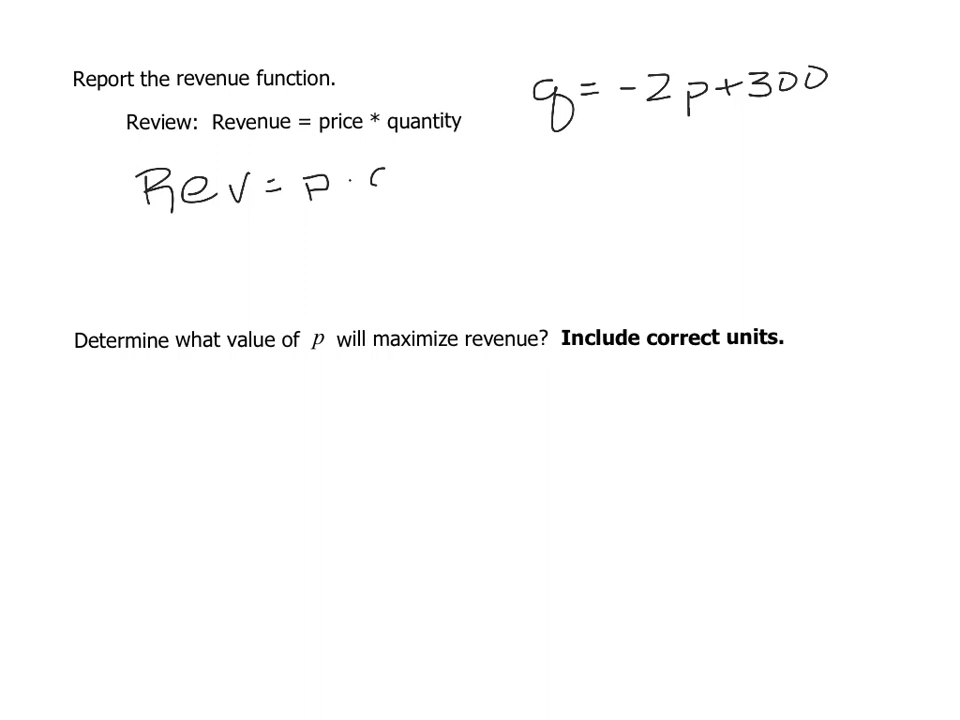 Report the revenue function.
q = -2p+300
Review: Revenue = price * quantity
Rev = p ·
Determine what value of p will maximize revenue? Include correct units.